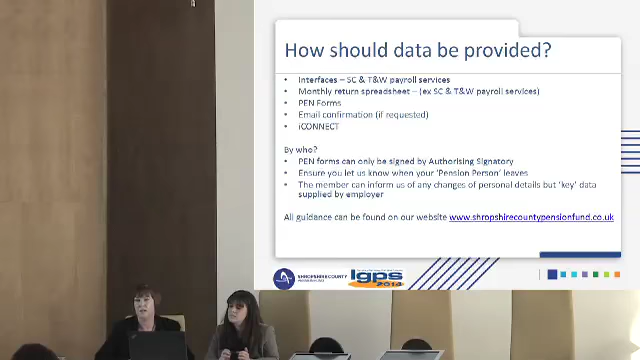 How should data be provided?
• Interfaces – SC & T&W payroll services
• Monthly return spreadsheet – (ex SC & T&W payroll services)
• PEN Forms
• Email confirmation (if requested)
• iCONNECT
By who?
• PEN forms can only be signed by Authorising Signatory
• Ensure you let us know when your 'Pension Person' leaves
• The member can inform us of any changes of personal details but 'key' data
supplied by employer
All guidance can be found on our website www.shropshirecountypensionfund.co.uk
SHROPSHIRE COUNTY
lgps
2014